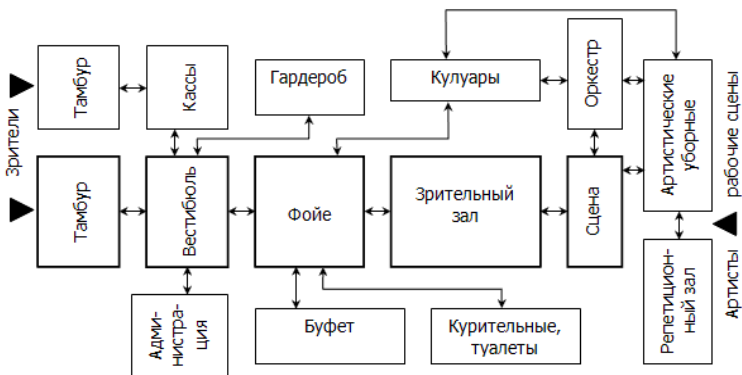 Зрители
Тамбур
Кассы
Гардероб
Кулуары
Оркестр
Артистические
уборные
рабочие сцены
Тамбур
Вестибюль
Фойе
Зрительный
зал
Сцена
Артисты
Адми-
нистра-
ция
Буфет
Курительные,
туалеты
Репетицион-
ный зал